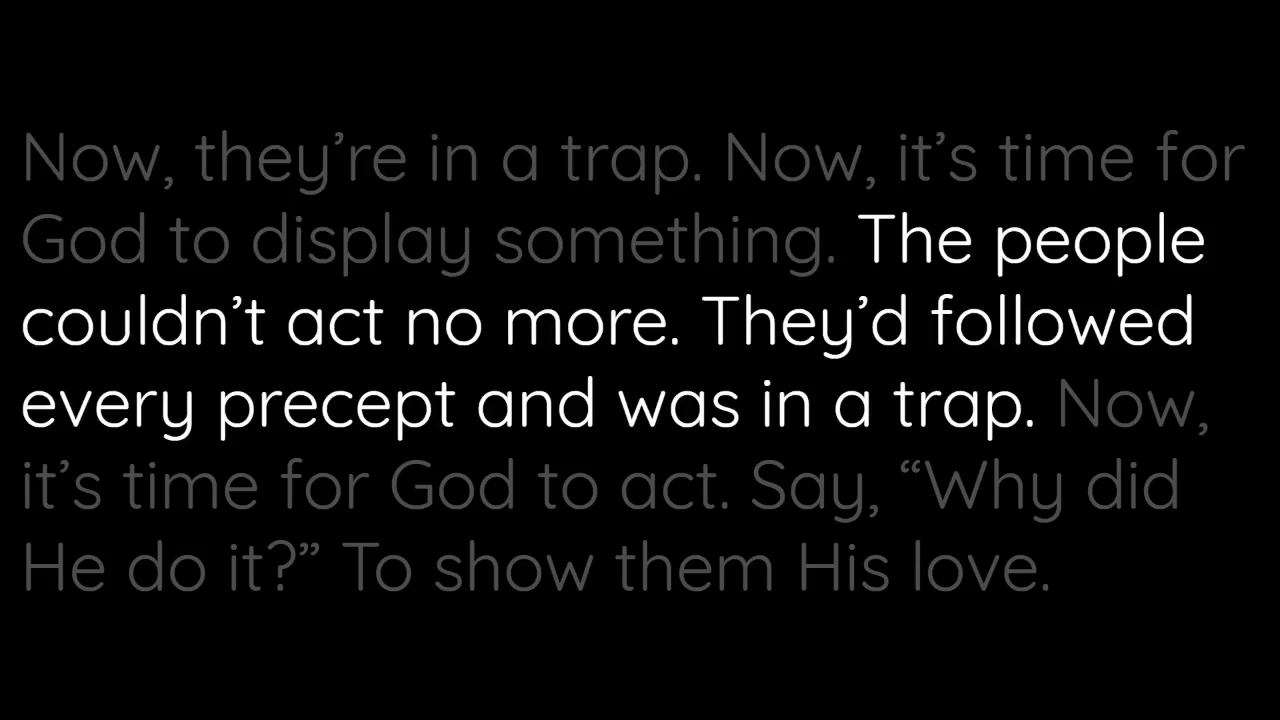 Now, they’re in a trap. Now, it’s time for
God to display something. The people
couldn’t act no more. They’d followed
every precept and was in a trap. Now,
it’s time for God to act. Say, “Why did
He do it?” To show them His love.